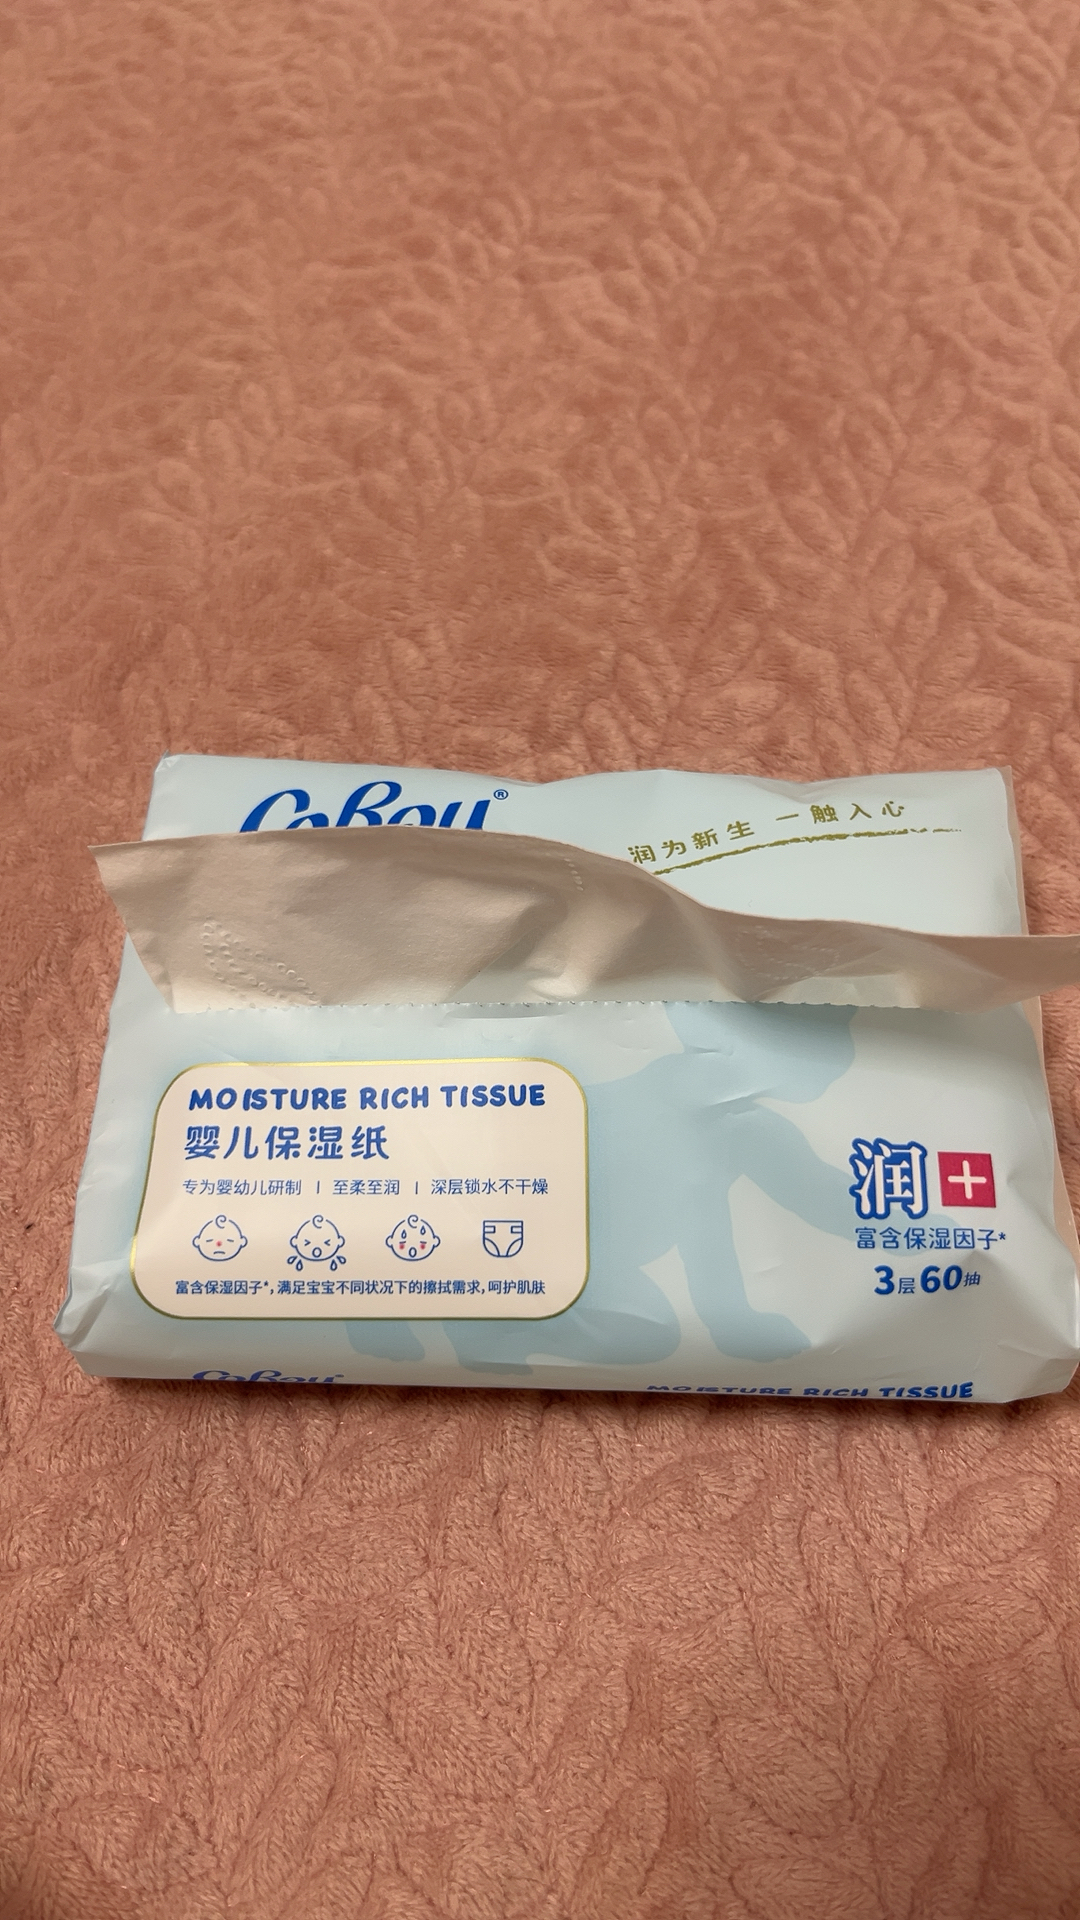 CoRou®
润为新生 一触入心
MOISTURE RICH TISSUE
婴儿保湿纸
专为婴幼儿研制 | 至柔至润 | 深层锁水不干燥
富含保湿因子*,满足宝宝不同状况下的擦拭需求,呵护肌肤
润+
富含保湿因子*
3层60抽
CoRou®
MOISTURE RICH TISSUE